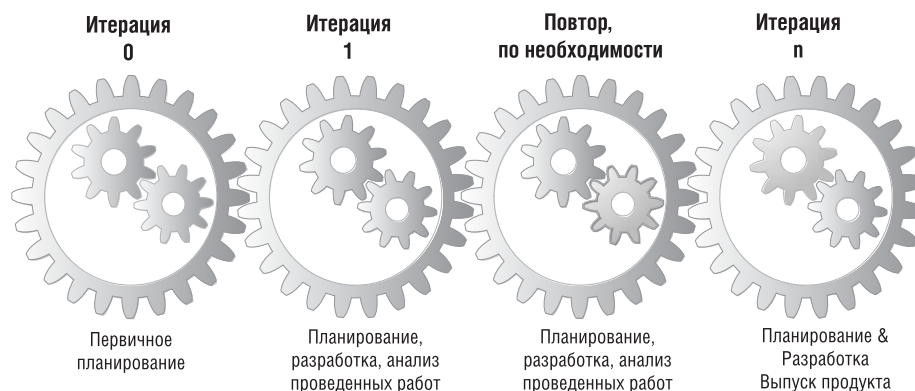 Итерация
0
Итерация
1
Повтор,
по необходимости
Итерация
n
Первичное
планирование
Планирование,
разработка, анализ
проведенных работ
Планирование,
разработка, анализ
проведенных работ
Планирование &
Разработка
Выпуск продукта